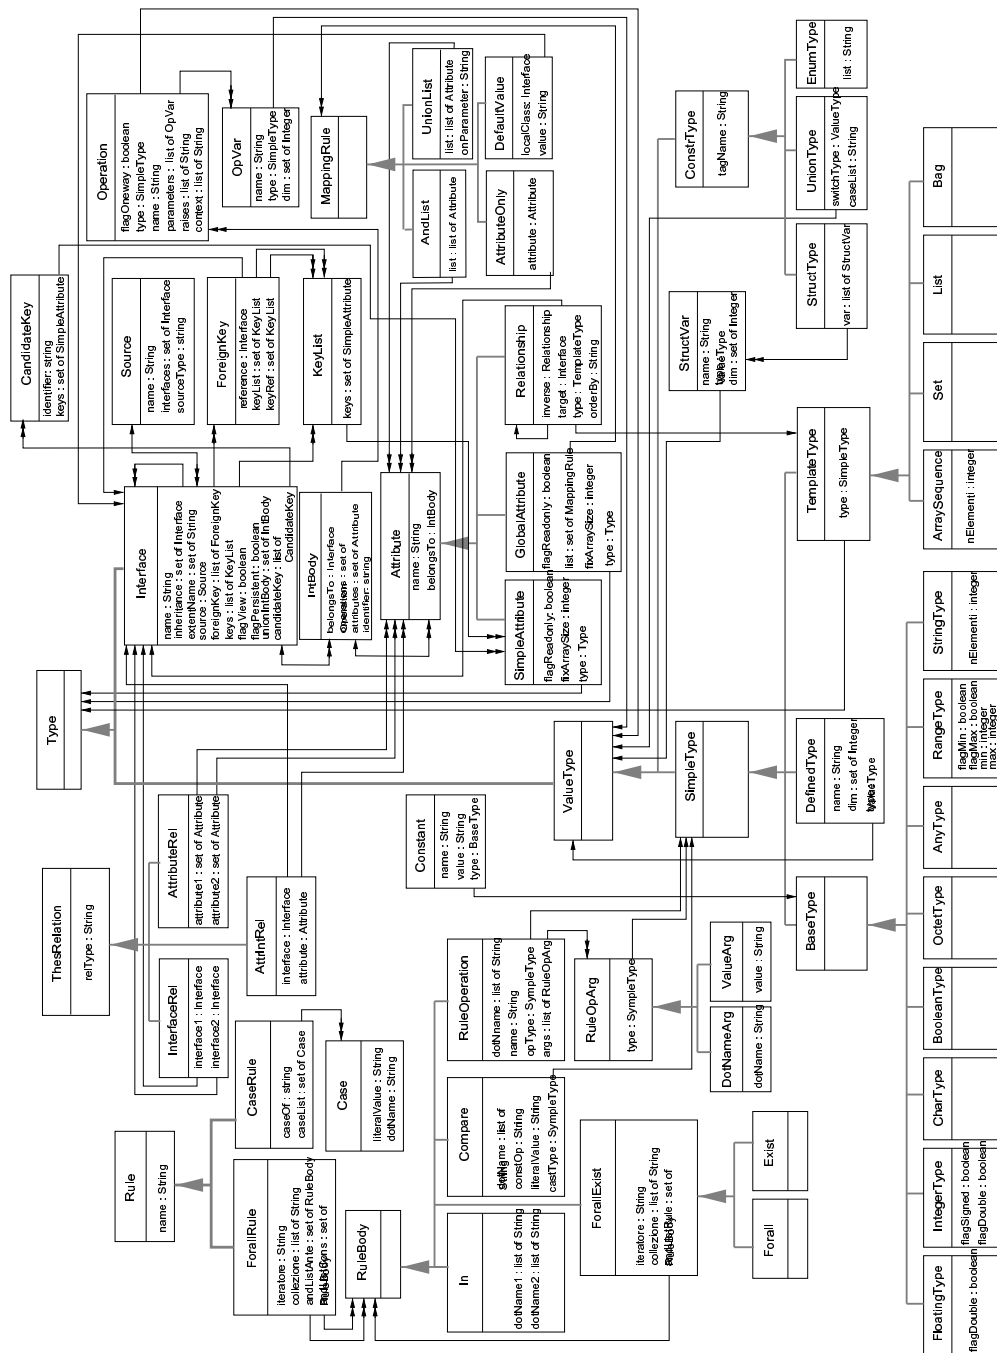 Rule
name : String
ForallRule
iteratore : String
collezione : list of String
andListAnte : set of RuleBody
CaseRule
caseOf : string
caseList : set of Case
Case
literalValue : String
dotName : String
RuleBody
In
dotName1 : list of String
dotName2 : list of String
Compare
dotName : list of
constOp : String
literalValue : String
castType : SympleType
RuleOperation
dotNname : list of String
name : String
opType : SympleType
args : list of RuleOpArg
RuleOpArg
type : SympleType
DotNameArg
dotName : String
ValueArg
value : String
ForallExist
iteratore : String
collezione : list of String
Forall
Exist
ThesRelation
relType : String
InterfaceRel
interface1 : Interface
interface2 : Interface
AttributeRel
attribute1 : set of Attribute
attribute2 : set of Attribute
AttrIntRel
interface : Interface
attribute : Attribute
Type
Constant
name : String
value : String
type : BaseType
ValueType
SimpleType
DefinedType
name : String
dim : set of Integer
BaseType
FloatingType
flagDouble : boolean
IntegerType
flagSigned : boolean
flagDouble : boolean
CharType
BooleanType
OctetType
AnyType
RangeType
flagMin : boolean
flagMax : boolean
min : integer
max : integer
StringType
nElementi : integer
CandidateKey
identifier: string
keys : set of SimpleAttribute
Source
name : String
Interfaces : set of Interface
sourceType : string
ForeignKey
reference : Interface
keyList : set of KeyList
keyRef : set of KeyList
KeyList
keys : set of SimpleAttribute
Interface
name : String
inheritance : set of Interface
extentName : set of String
source : Source
foreignKey : list of ForeignKey
keys : list of KeyList
flagView : boolean
flagPersistent : boolean
unionIntBody : set of IntBody
candidateKey : list of
CandidateKey
IntBody
belongsTo : Interface
Operations : set of
attributes : set of Attribute
identifier: string
Attribute
name : String
belongsTo : IntBody
SimpleAttribute
flagReadonly: boolean
fixArraySize : integer
type : Type
GlobalAttribute
flagReadonly : boolean
list : set of MappingRule
fixArraySize : integer
type : Type
Relationship
inverse : Relationship
target : Interface
type : TemplateType
orderBy : String
Operation
flagOneway : boolean
type : SimpleType
name : String
parameters : list of OpVar
raises : list of String
context : list of String
OpVar
name : String
type : SimpleType
dim : set of Integer
MappingRule
AndList
list : list of Attribute
UnionList
list : list of Attribute
onParameter : String
AttributeOnly
attribute : Attribute
DefaultValue
localClass: Interface
value : String
ConstrType
tagName : String
StructVar
name : String
dim : set of Integer
StructType
var : list of StructVar
UnionType
switchType : ValueType
caseList : String
EnumType
list : String
TemplateType
type : SimpleType
ArraySequence
nElementi : integer
Set
List
Bag